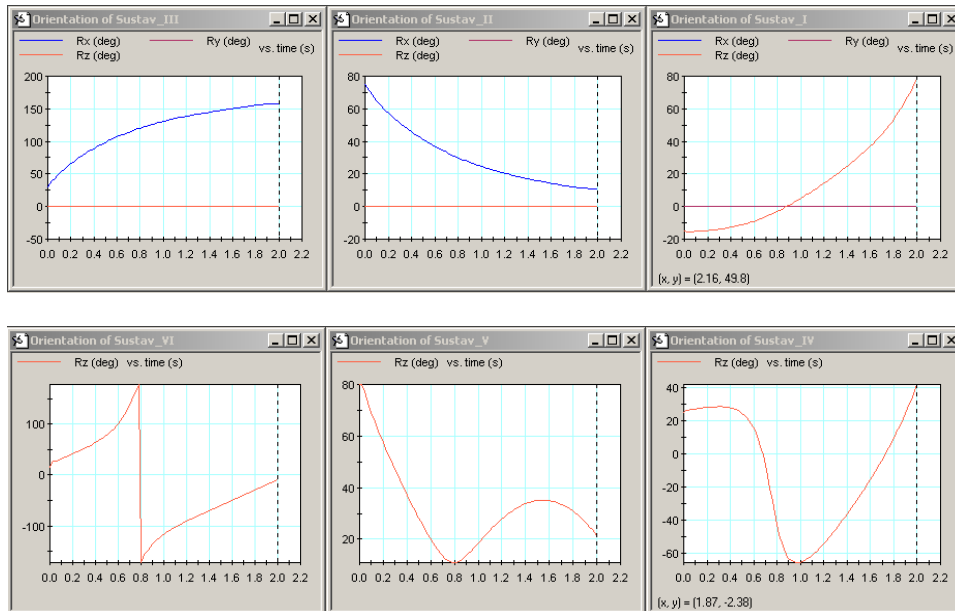 Orientation of Sustav_III
Rx (deg) Ry (deg) vs. time (s)
Rz (deg)
200
150
100
50
0
-50
0.0 0.2 0.4 0.6 0.8 1.0 1.2 1.4 1.6 1.8 2.0 2.2
Orientation of Sustav_II
Rx (deg) Ry (deg) vs. time (s)
Rz (deg)
80
60
40
20
0
-20
0.0 0.2 0.4 0.6 0.8 1.0 1.2 1.4 1.6 1.8 2.0 2.2
Orientation of Sustav_I
Rx (deg) Ry (deg) vs. time (s)
Rz (deg)
80
60
40
20
0
-20
0.0 0.2 0.4 0.6 0.8 1.0 1.2 1.4 1.6 1.8 2.0 2.2
(x, y) = (2.16, 49.8)
Orientation of Sustav_VI
Rz (deg) vs. time (s)
100
0
-100
0.0 0.2 0.4 0.6 0.8 1.0 1.2 1.4 1.6 1.8 2.0 2.2
Orientation of Sustav_V
Rz (deg) vs. time (s)
80
60
40
20
0.0 0.2 0.4 0.6 0.8 1.0 1.2 1.4 1.6 1.8 2.0 2.2
Orientation of Sustav_IV
Rz (deg) vs. time (s)
40
20
0
-20
-40
-60
0.0 0.2 0.4 0.6 0.8 1.0 1.2 1.4 1.6 1.8 2.0 2.2
(x, y) = (1.87, -2.38)